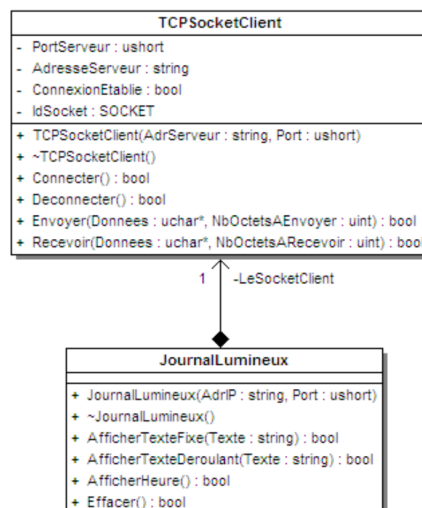 TCPSocketClient
- PortServeur : ushort
- AdresseServeur : string
- ConnexionEtablie : bool
- IdSocket : SOCKET
+ TCPSocketClient(AdrServeur : string, Port : ushort)
+ ~TCPSocketClient()
+ Connecter() : bool
+ Deconnecter() : bool
+ Envoyer(Donnees : uchar*, NbOctetsAEnvoyer : uint) : bool
+ Recevoir(Donnees : uchar*, NbOctetsARecevoir : uint) : bool
1 -LeSocketClient
JournalLumineux
+ JournalLumineux(AdrIP : string, Port : ushort)
+ ~JournalLumineux()
+ AfficherTexteFixe(Texte : string) : bool
+ AfficherTexteDeroulant(Texte : string) : bool
+ AfficherHeure() : bool
+ Effacer() : bool